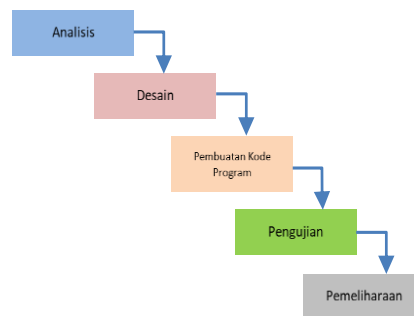 Analisis
Desain
Pembuatan Kode
Program
Pengujian
Pemeliharaan